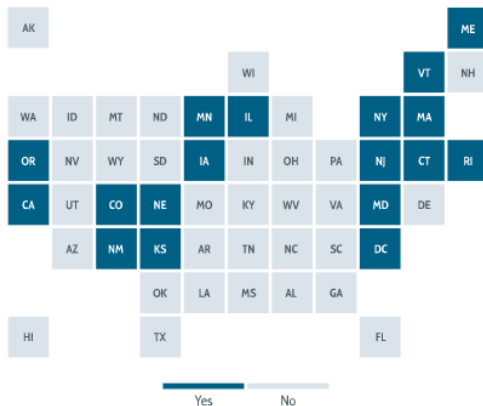 AK ME
WI VT NH
WA ID MT ND MN IL MI NY MA
OR NV WY SD IA IN OH PA NJ CT RI
CA UT CO NE MO KY WV VA MD DE
AZ NM KS AR TN NC SC DC
OK LA MS AL GA
HI TX FL
Yes No